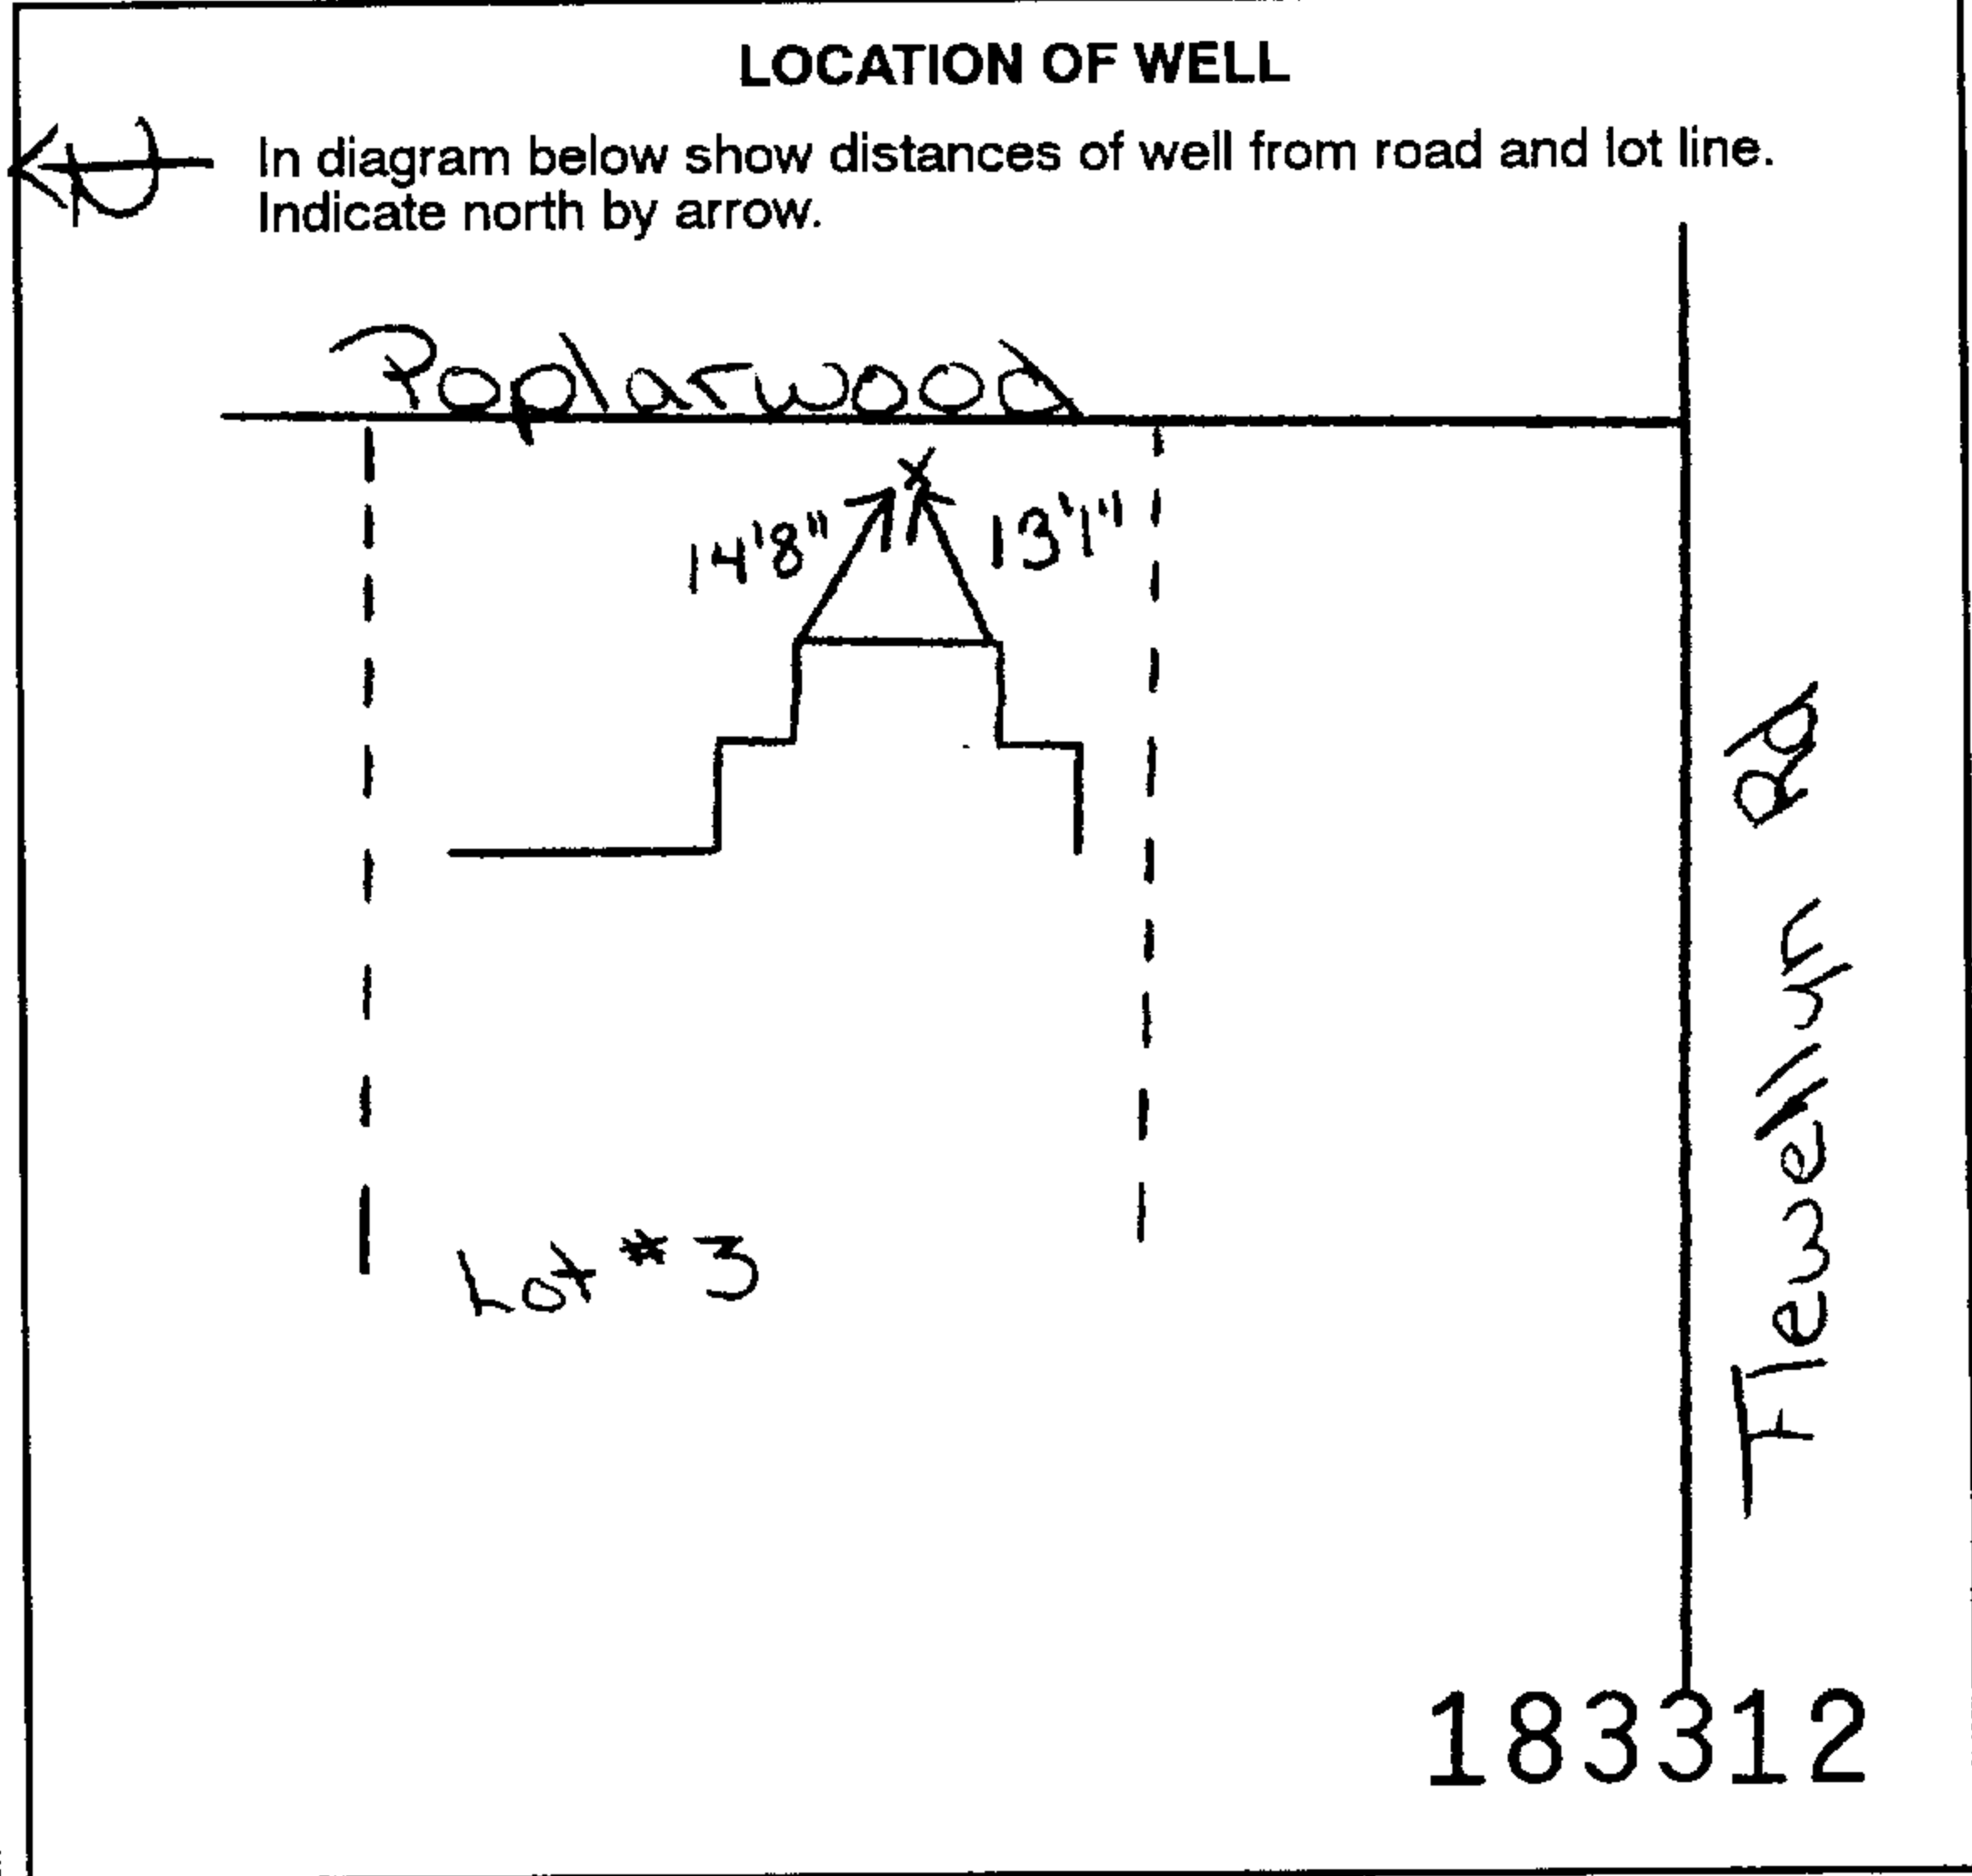 LOCATION OF WELL
In diagram below show distances of well from road and lot line.
Indicate north by arrow.
Poplarwood
14'8"
13'1"
Flewellyn Rd
Lot # 3
183312